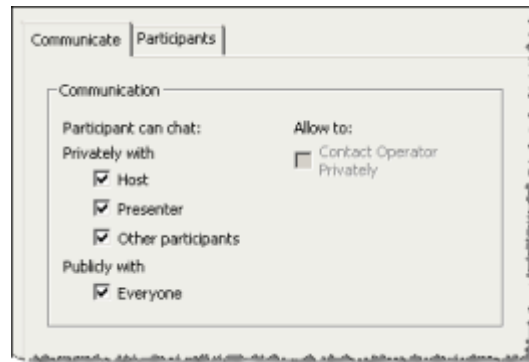 Communicate Participants
Communication
Participant can chat: Allow to:
Privately with Contact Operator
Privately
Host
Presenter
Other participants
Publicly with
Everyone